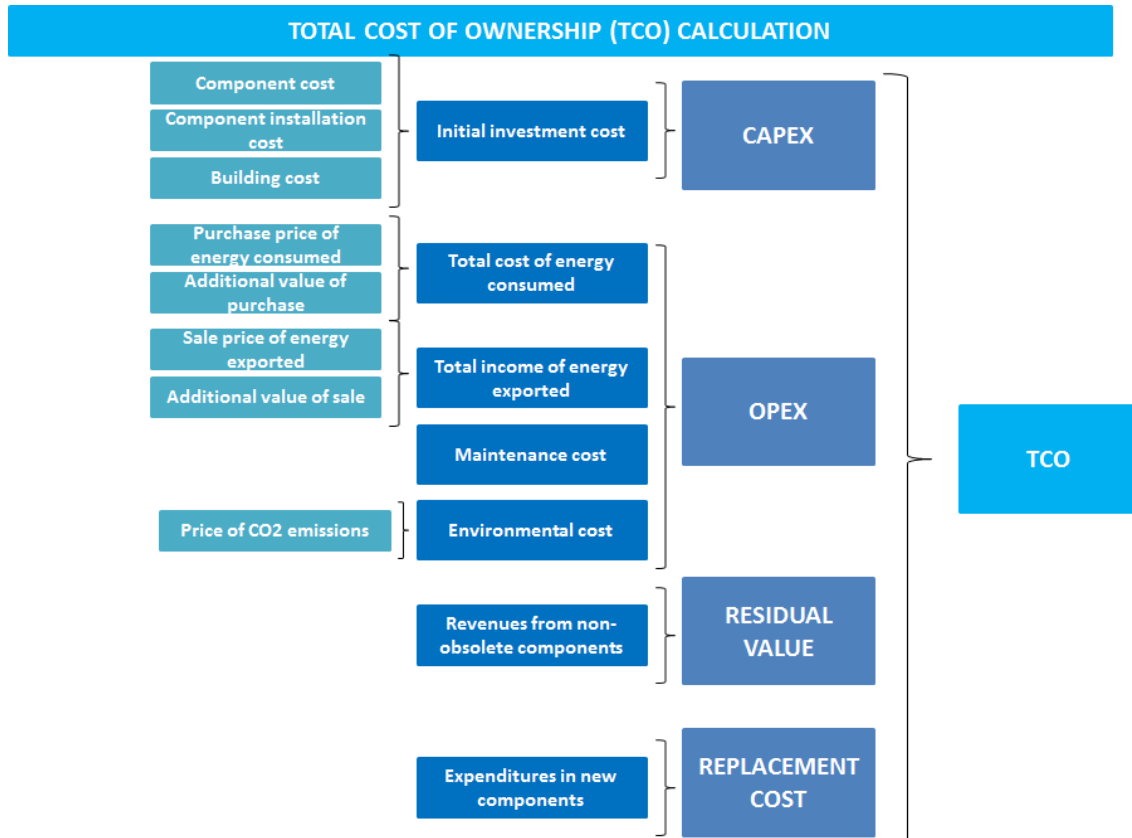 TOTAL COST OF OWNERSHIP (TCO) CALCULATION
Component cost
Component installation
cost
Building cost
Initial investment cost
CAPEX
Purchase price of
energy consumed
Additional value of
purchase
Total cost of energy
consumed
Sale price of energy
exported
Additional value of sale
Total income of energy
exported
Maintenance cost
Price of CO2 emissions
Environmental cost
OPEX
Revenues from non-
obsolete components
RESIDUAL
VALUE
Expenditures in new
components
REPLACEMENT
COST
TCO